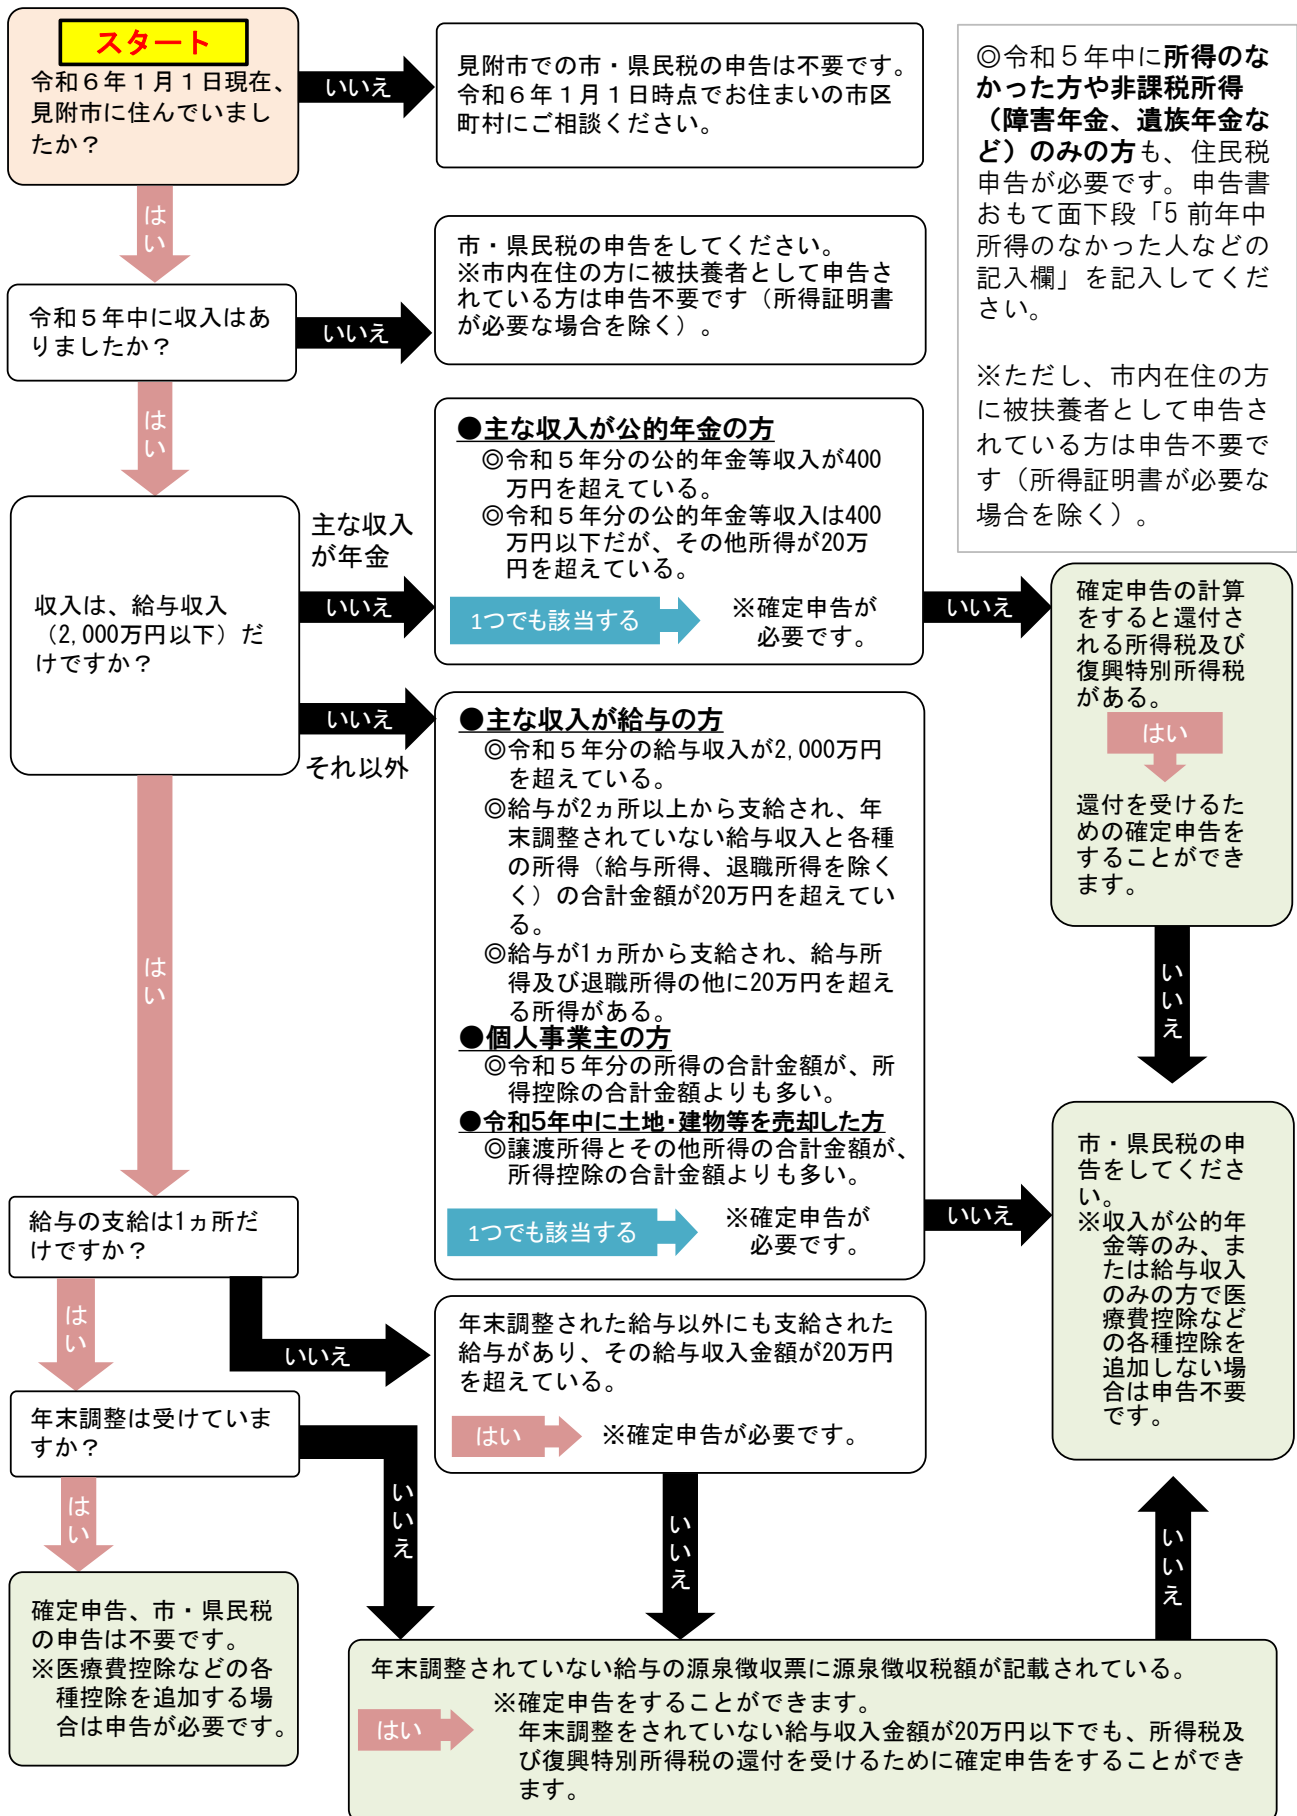 スタート
令和６年１月１日現在、
見附市に住んでいまし
たか？
いいえ
見附市での市・県民税の申告は不要です。
令和６年１月１日時点でお住まいの市区
町村にご相談ください。
◎令和５年中に所得のな
かった方や非課税所得
（障害年金、遺族年金な
ど）のみの方も、住民税
申告が必要です。申告書
おもて面下段「5 前年中
所得のなかった人などの
記入欄」を記入してくだ
さい。
※ただし、市内在住の方
に被扶養者として申告さ
れている方は申告不要で
す（所得証明書が必要な
場合を除く）。
はい
令和５年中に収入はあ
りましたか？
いいえ
市・県民税の申告をしてください。
※市内在住の方に被扶養者として申告さ
れている方は申告不要です（所得証明書
が必要な場合を除く）。
はい
収入は、給与収入
（2,000万円以下）だ
けですか？
主な収入
が年金
いいえ
●主な収入が公的年金の方
◎令和５年分の公的年金等収入が400
万円を超えている。
◎令和５年分の公的年金等収入は400
万円以下だが、その他所得が20万
円を超えている。
1つでも該当する
※確定申告が
必要です。
いいえ
確定申告の計算
をすると還付さ
れる所得税及び
復興特別所得税
がある。
はい
還付を受けるた
めの確定申告を
することができ
ます。
いいえ
いいえ
それ以外
●主な収入が給与の方
◎令和５年分の給与収入が2,000万円
を超えている。
◎給与が2ヵ所以上から支給され、年
末調整されていない給与収入と各種
の所得（給与所得、退職所得を除く
く）の合計金額が20万円を超えてい
る。
◎給与が1ヵ所から支給され、給与所
得及び退職所得の他に20万円を超え
る所得がある。
●個人事業主の方
◎令和５年分の所得の合計金額が、所
得控除の合計金額よりも多い。
●令和5年中に土地・建物等を売却した方
◎譲渡所得とその他所得の合計金額が、
所得控除の合計金額よりも多い。
1つでも該当する
※確定申告が
必要です。
いいえ
市・県民税の申
告をしてくださ
い。
※収入が公的年
金等のみ、ま
たは給与収入
のみの方で医
療費控除など
の各種控除を
追加しない場
合は申告不要
です。
はい
給与の支給は1ヵ所だ
けですか？
はい
いいえ
年末調整された給与以外にも支給された
給与があり、その給与収入金額が20万円
を超えている。
はい
※確定申告が必要です。
年末調整は受けていま
すか？
はい
いいえ
いいえ
いいえ
確定申告、市・県民税
の申告は不要です。
※医療費控除などの各
種控除を追加する場
合は申告が必要です。
年末調整されていない給与の源泉徴収票に源泉徴収税額が記載されている。
はい
※確定申告をすることができます。
年末調整をされていない給与収入金額が20万円以下でも、所得税及
び復興特別所得税の還付を受けるために確定申告をすることができ
ます。